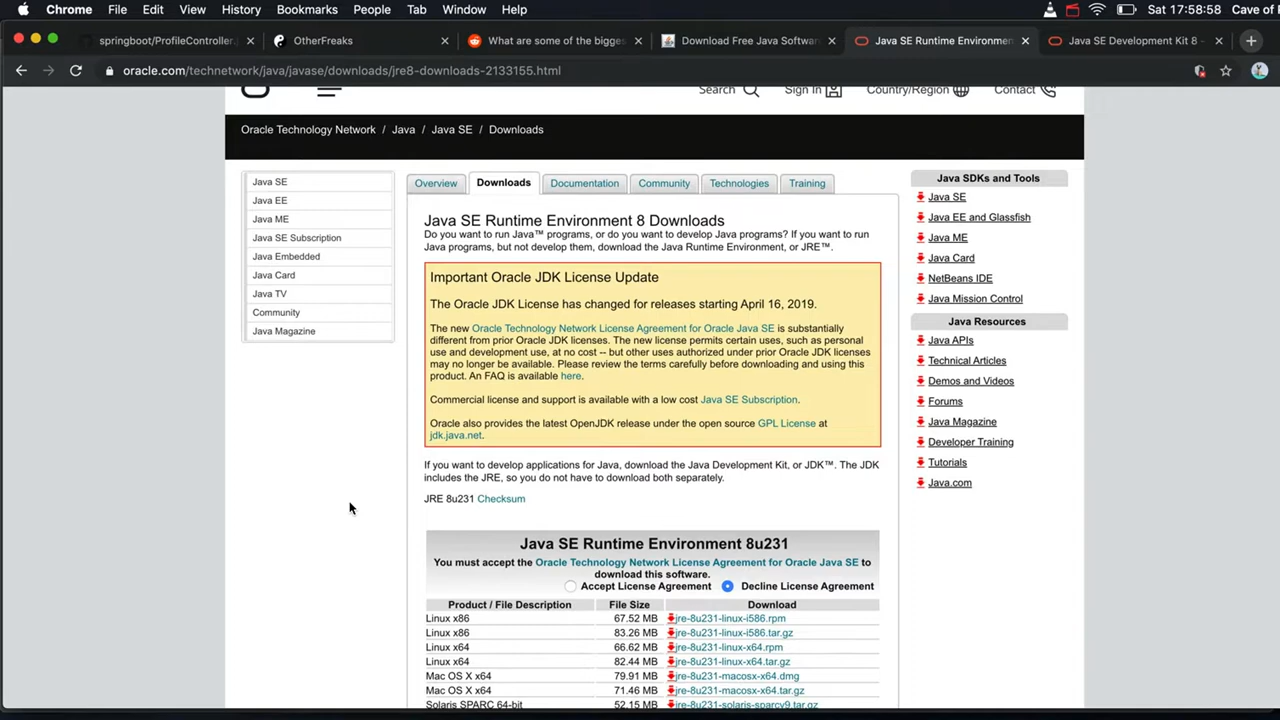 Chrome File Edit View History Bookmarks People Tab Window Help Sat 17:58:58 Cave of
springboot/ProfileController.j OtherFreaks What are some of the bigges Download Free Java Softwar Java SE Runtime Environmen Java SE Development Kit 8 -
oracle.com/technetwork/java/javase/downloads/jre8-downloads-2133155.html
Search Sign In Country/Region Contact
Oracle Technology Network / Java / Java SE / Downloads
Java SE
Java EE
Java ME
Java SE Subscription
Java Embedded
Java Card
Java TV
Community
Java Magazine
Overview Downloads Documentation Community Technologies Training
Java SE Runtime Environment 8 Downloads
Do you want to run Java™ programs, or do you want to develop Java programs? If you want to run
Java programs, but not develop them, download the Java Runtime Environment, or JRE™.
Important Oracle JDK License Update
The Oracle JDK License has changed for releases starting April 16, 2019.
The new Oracle Technology Network License Agreement for Oracle Java SE is substantially
different from prior Oracle JDK licenses. The new license permits certain uses, such as personal
use and development use, at no cost -- but other uses authorized under prior Oracle JDK licenses
may no longer be available. Please review the terms carefully before downloading and using this
product. An FAQ is available here.
Commercial license and support is available with a low cost Java SE Subscription.
Oracle also provides the latest OpenJDK release under the open source GPL License at
jdk.java.net.
If you want to develop applications for Java, download the Java Development Kit, or JDK™. The JDK
includes the JRE, so you do not have to download both separately.
JRE 8u231 Checksum
Java SE Runtime Environment 8u231
You must accept the Oracle Technology Network License Agreement for Oracle Java SE to
download this software.
Accept License Agreement Decline License Agreement
Product / File Description File Size Download
Linux x86 67.52 MB jre-8u231-linux-i586.rpm
Linux x86 83.26 MB jre-8u231-linux-i586.tar.gz
Linux x64 66.62 MB jre-8u231-linux-x64.rpm
Linux x64 82.44 MB jre-8u231-linux-x64.tar.gz
Mac OS X x64 79.91 MB jre-8u231-macosx-x64.dmg
Mac OS X x64 71.46 MB jre-8u231-macosx-x64.tar.gz
Solaris SPARC 64-bit 52.15 MB jre-8u231-solaris-sparcv9.tar.gz
Java SDKs and Tools
Java SE
Java EE and Glassfish
Java ME
Java Card
NetBeans IDE
Java Mission Control
Java Resources
Java APIs
Technical Articles
Demos and Videos
Forums
Java Magazine
Developer Training
Tutorials
Java.com